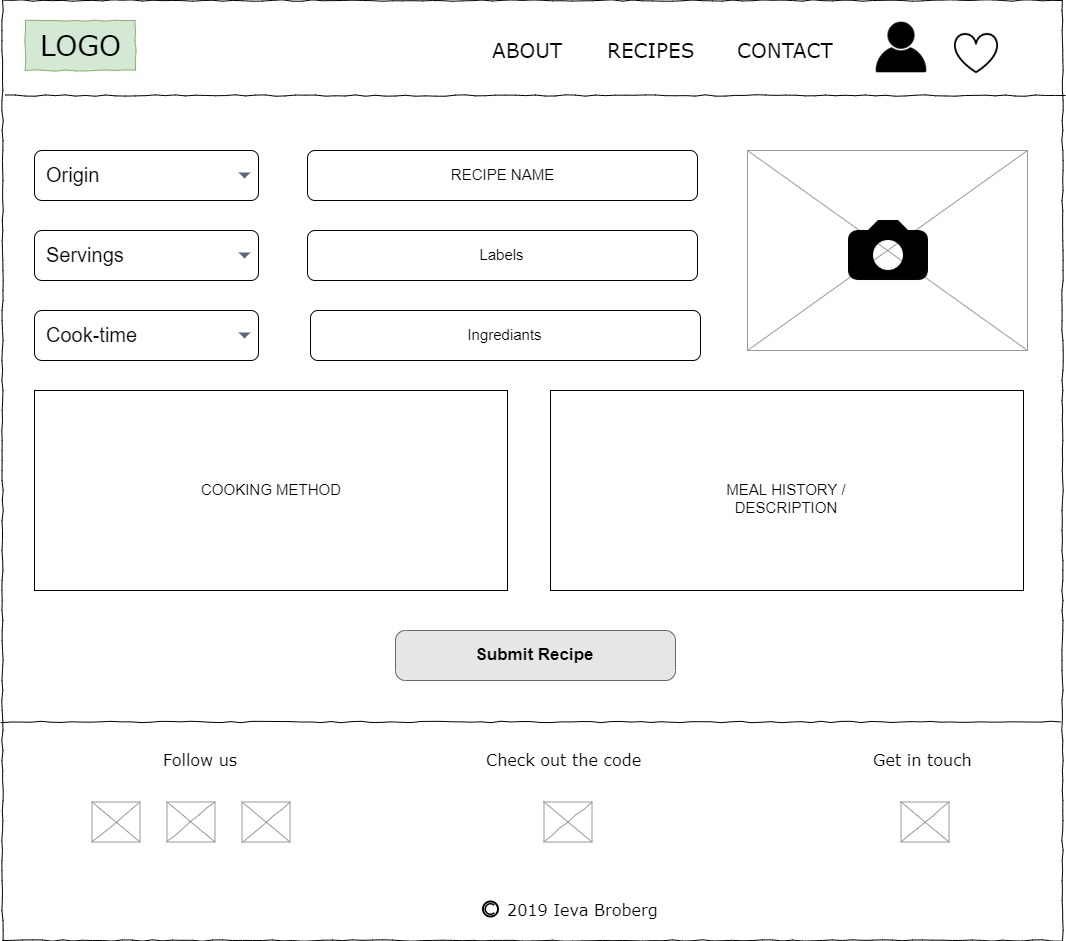 LOGO
ABOUT
RECIPES
CONTACT
Origin
RECIPE NAME
Servings
Labels
Cook-time
Ingrediants
COOKING METHOD
MEAL HISTORY /
DESCRIPTION
Submit Recipe
Follow us
Check out the code
Get in touch
© 2019 Ieva Broberg